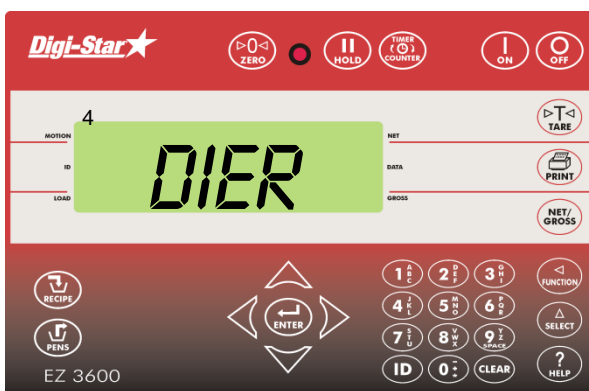 Digi-Star
0
ZERO
HOLD
TIMER
COUNTER
ON
OFF
4
MOTION
NET
ID
DATA
LOAD
GROSS
DIER
T
TARE
PRINT
NET/
GROSS
RECIPE
PENS
ENTER
1 A B C
2 D E F
3 G H I
4 J K L
5 M N O
6 P Q R
7 S T U
8 V W X
9 Y Z SPACE
ID
0 - + .
CLEAR
FUNCTION
SELECT
?
HELP
EZ 3600